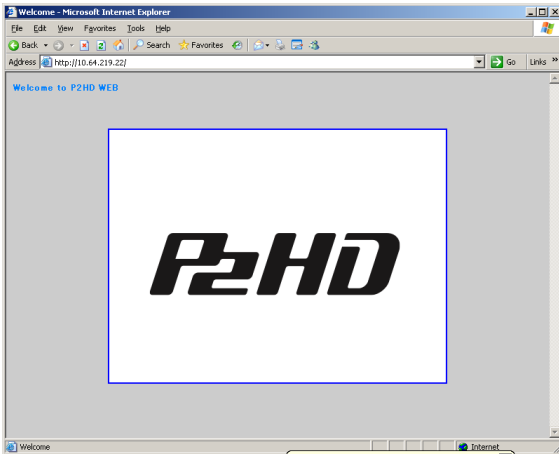 Welcome - Microsoft Internet Explorer
File Edit View Favorites Tools Help
Back Search Favorites
Address http://10.64.219.22/ Go Links »
Welcome to P2HD WEB
P2HD
Welcome Internet